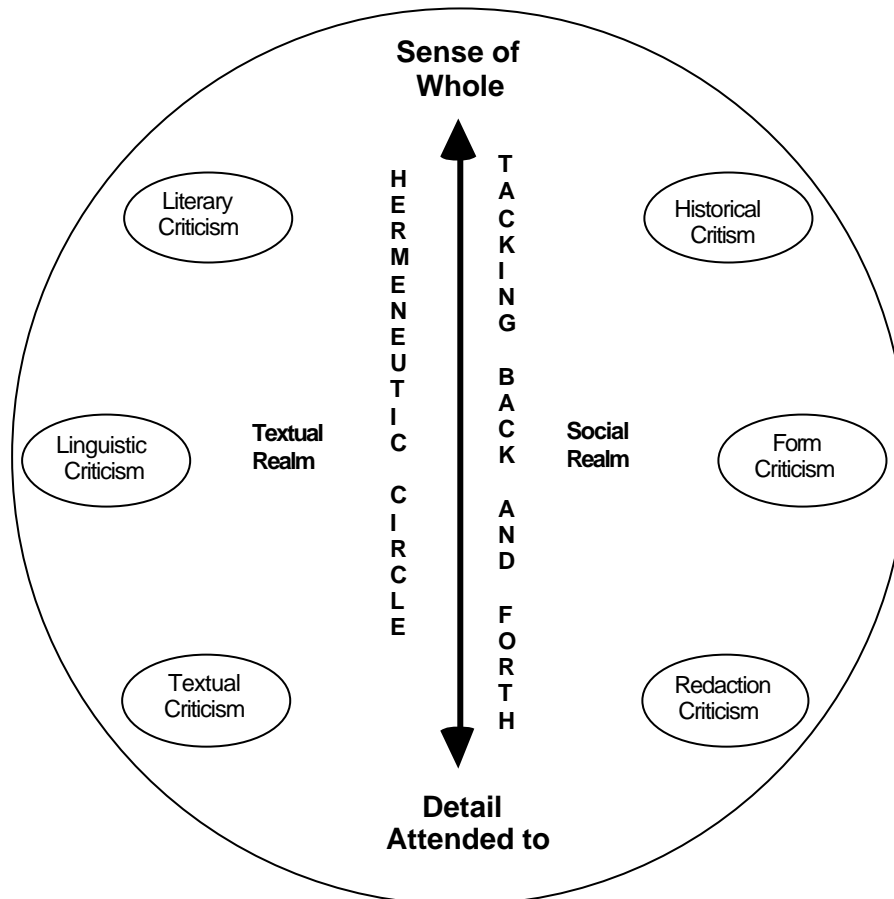 Sense of
Whole
Literary
Criticism
HERMENEUTIC CIRCLE
TACKING BACK AND FORTH
Historical
Critism
Linguistic
Criticism
Textual
Realm
Social
Realm
Form
Criticism
Textual
Criticism
Redaction
Criticism
Detail
Attended to